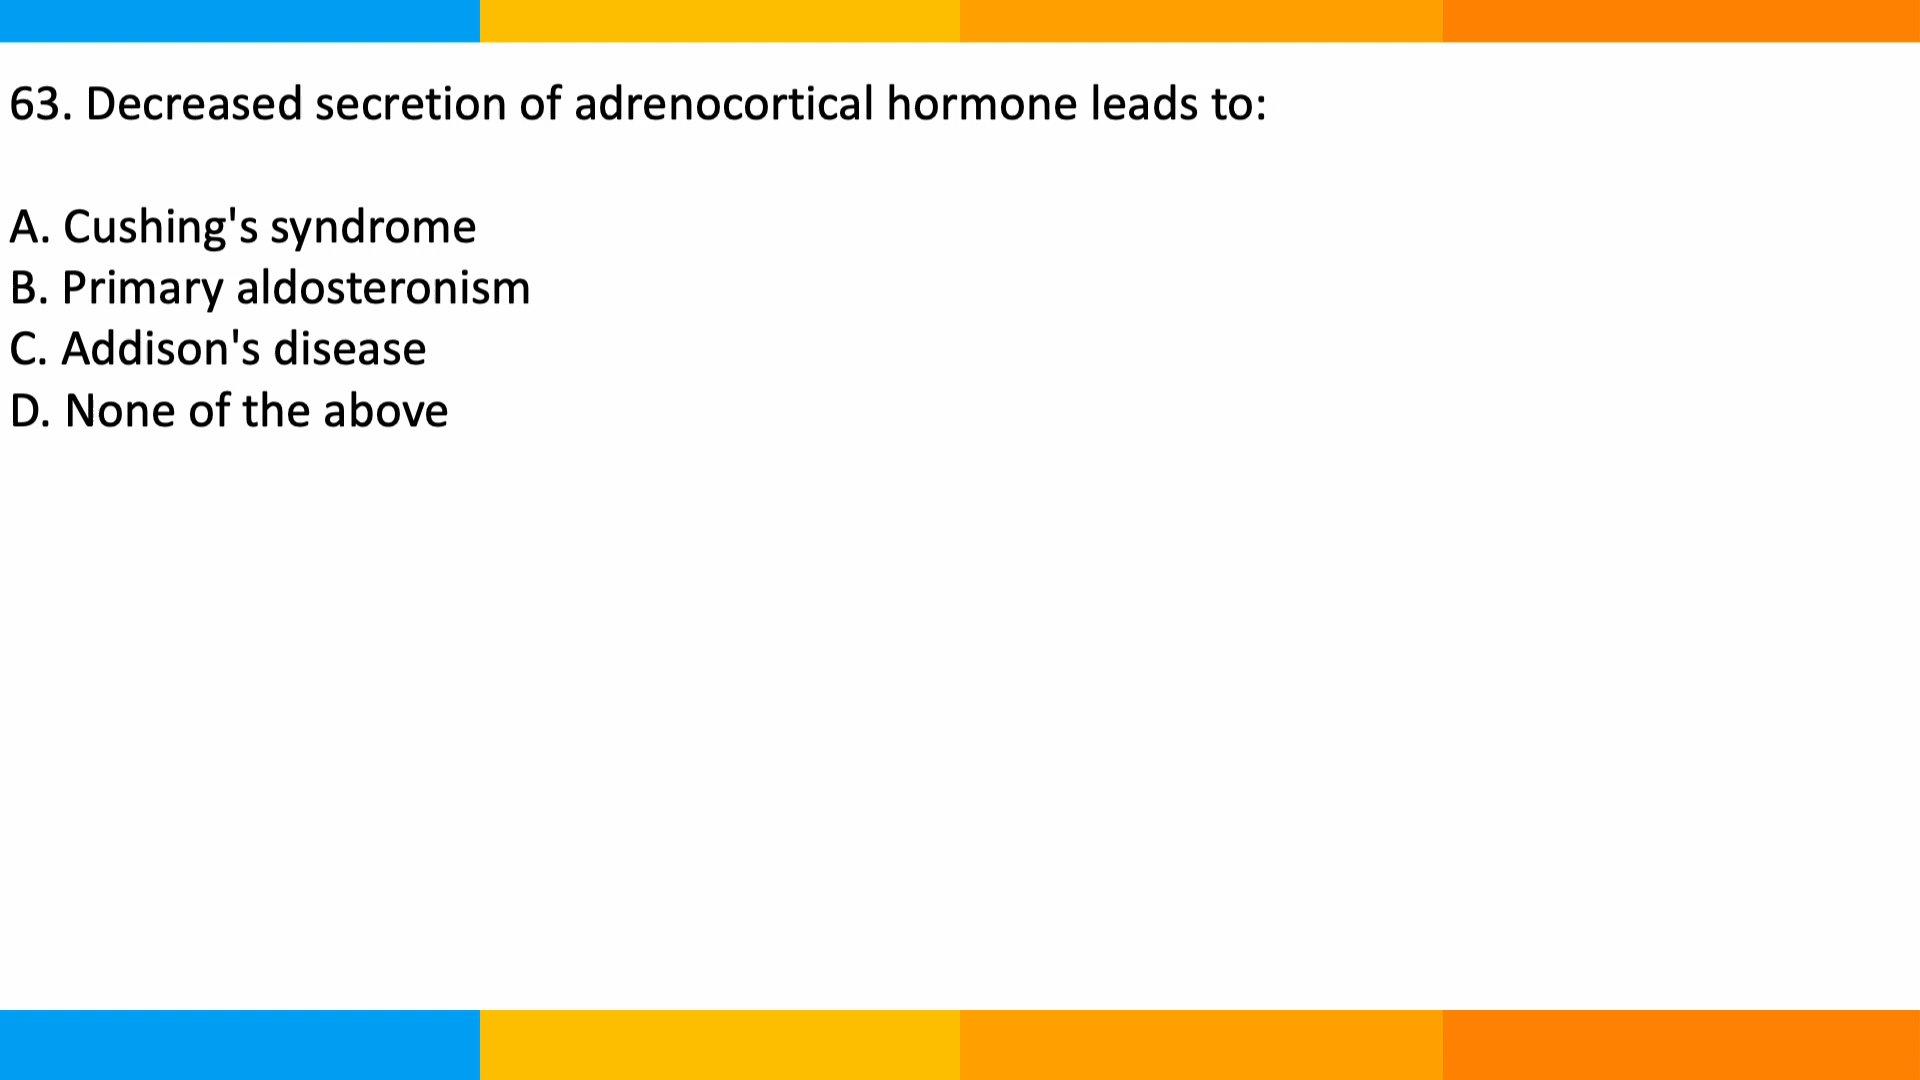 63. Decreased secretion of adrenocortical hormone leads to:
A. Cushing's syndrome
B. Primary aldosteronism
C. Addison's disease
D. None of the above